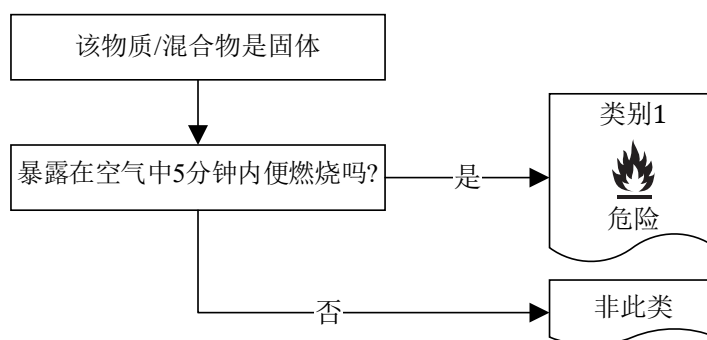 该物质/混合物是固体
暴露在空气中5分钟内便燃烧吗?
是
类别1
危险
否
非此类